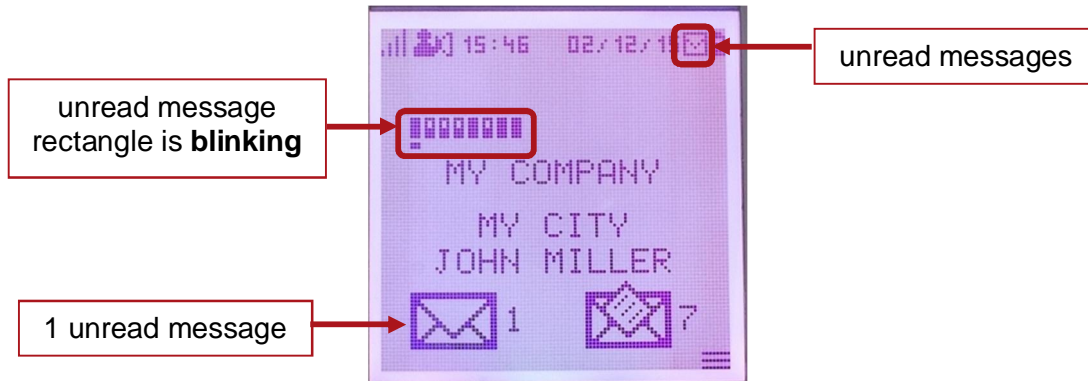 15:46 02/12/15
unread messages
unread message
rectangle is blinking
MY COMPANY
MY CITY
JOHN MILLER
1 unread message
1
7